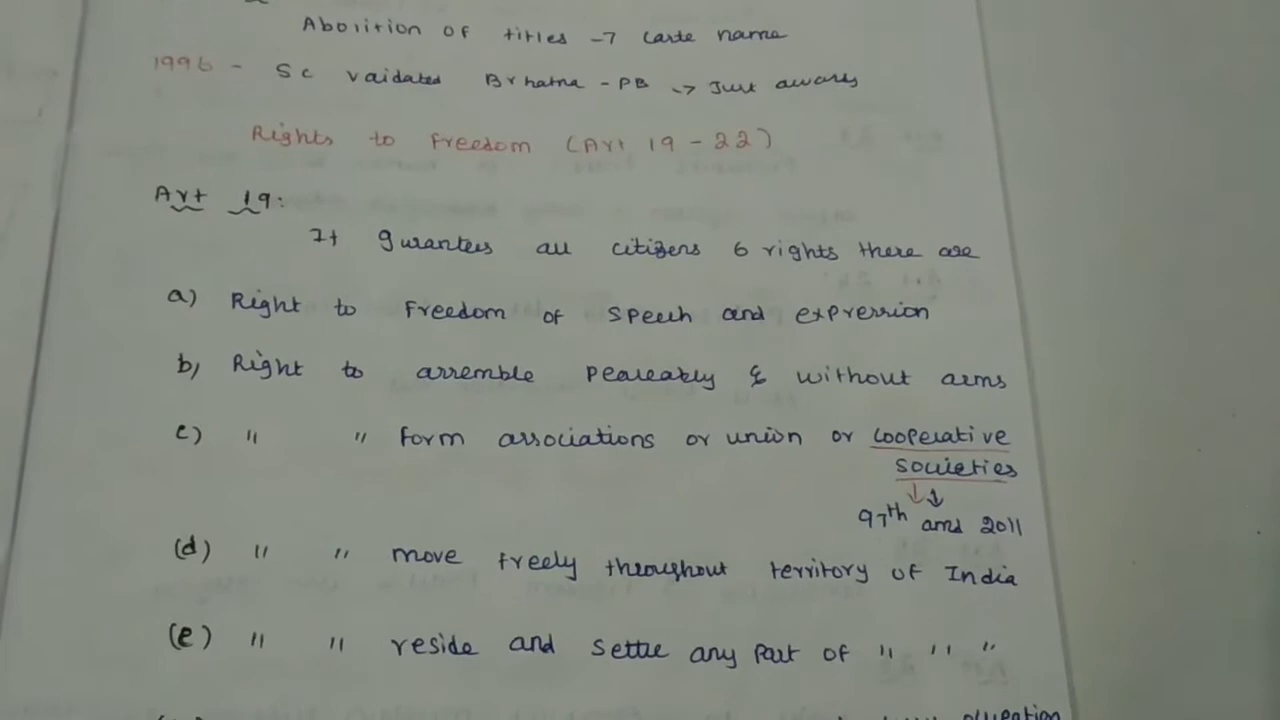 Abolition of titles → Caste name
1996 - SC Vaidated Brhatna - PB → Just awards
Rights to Freedom (Art 19 - 22)
Art 19:
It gurantees all citizens 6 rights there are
a) Right to Freedom of Speech and expression
b) Right to assemble peaceably & without arms
c) " " form associations or union or cooperative
societies
97th amd 2011
(d) " " move freely throughout territory of India
(e) " " reside and settle any part of " " "
occupation